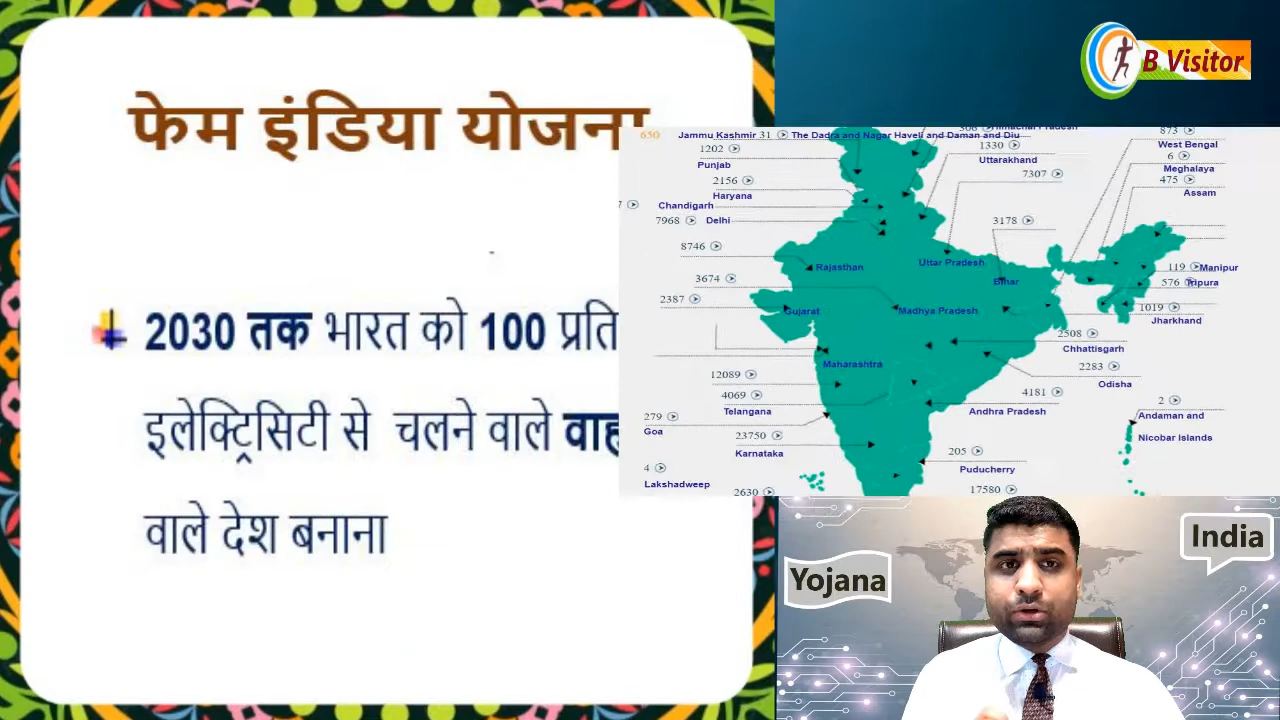 फेम इंडिया योजना
2030 तक भारत को 100 प्रति
इलेक्ट्रिसिटी से चलने वाले
वाले देश बनाना
B Visitor
650 Jammu Kashmir 31 The Dadra and Nagar Haveli and Daman and Diu
1202
Punjab
2156
Haryana
Chandigarh
7968 Delhi
8746
Rajasthan
3674
2387
Gujarat
Madhya Pradesh
Maharashtra
12089
4069
Telangana
279
Goa
23750
Karnataka
4
Lakshadweep
2630
1330
Uttarakhand
7307
3178
Uttar Pradesh
Bihar
873
West Bengal
6
Meghalaya
475
Assam
119 Manipur
576 Tripura
1019
Jharkhand
2508
Chhattisgarh
2283
Odisha
4181
Andhra Pradesh
2
Andaman and
Nicobar islands
205
Puducherry
17580
Yojana
India